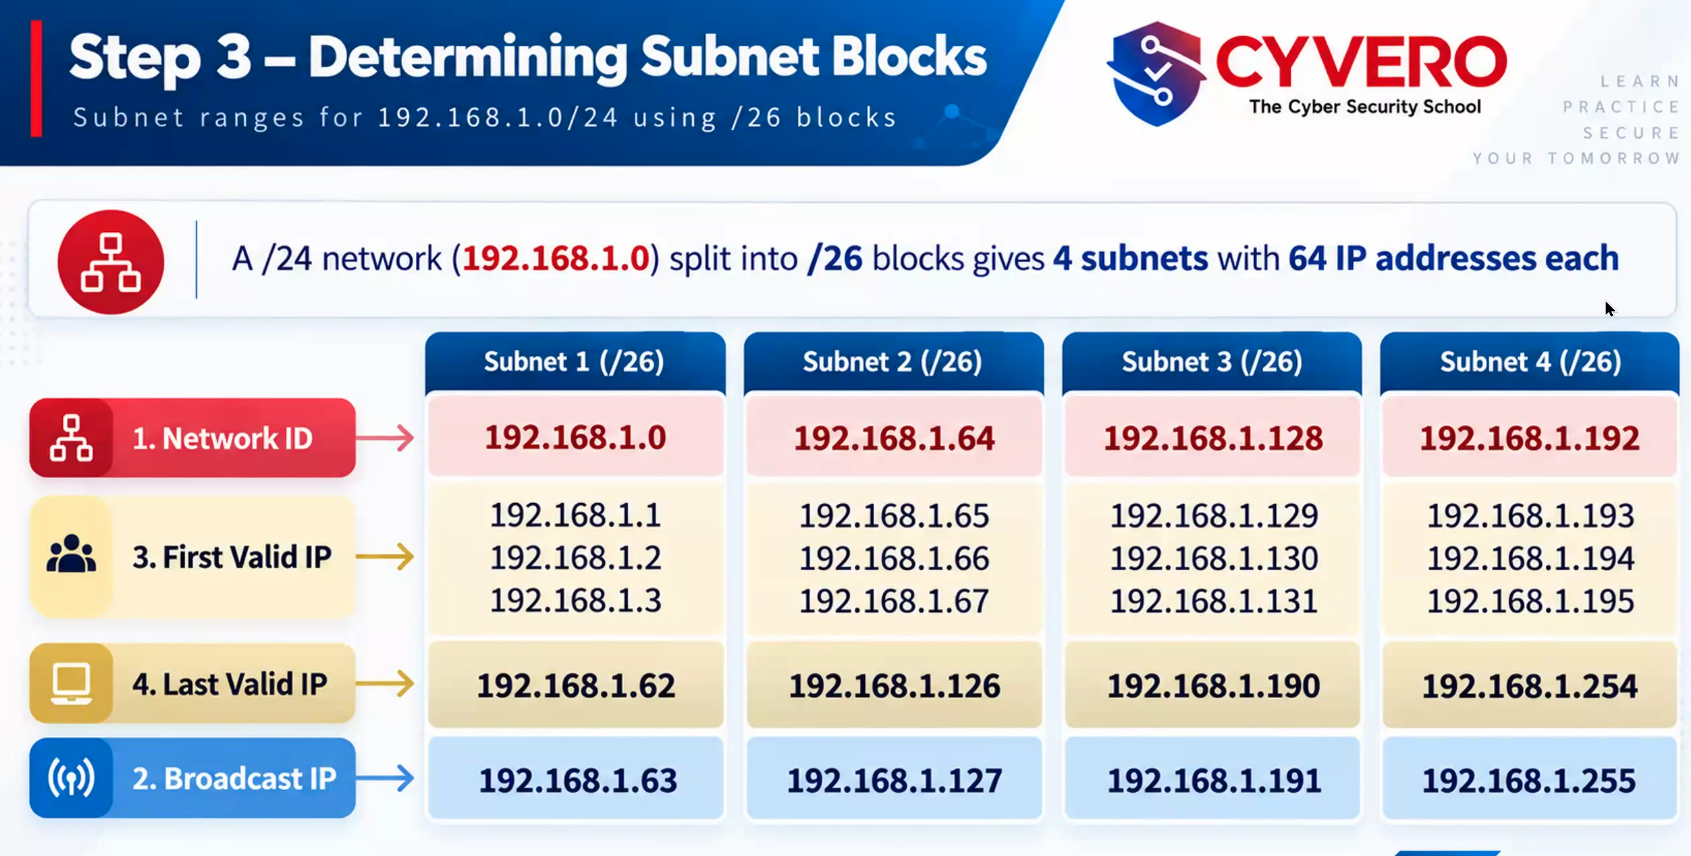 Step 3 – Determining Subnet Blocks
Subnet ranges for 192.168.1.0/24 using /26 blocks
CYVERO
The Cyber Security School
LEARN
PRACTICE
SECURE
YOUR TOMORROW
A /24 network (192.168.1.0) split into /26 blocks gives 4 subnets with 64 IP addresses each
Subnet 1 (/26) Subnet 2 (/26) Subnet 3 (/26) Subnet 4 (/26)
1. Network ID 192.168.1.0 192.168.1.64 192.168.1.128 192.168.1.192
192.168.1.1 192.168.1.65 192.168.1.129 192.168.1.193
3. First Valid IP 192.168.1.2 192.168.1.66 192.168.1.130 192.168.1.194
192.168.1.3 192.168.1.67 192.168.1.131 192.168.1.195
4. Last Valid IP 192.168.1.62 192.168.1.126 192.168.1.190 192.168.1.254
2. Broadcast IP 192.168.1.63 192.168.1.127 192.168.1.191 192.168.1.255